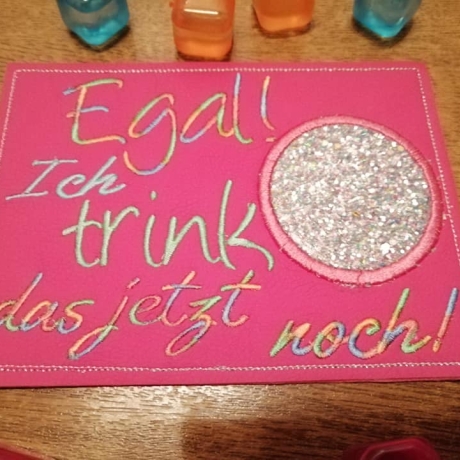 Egal!
Ich
trink
das jetzt
noch!